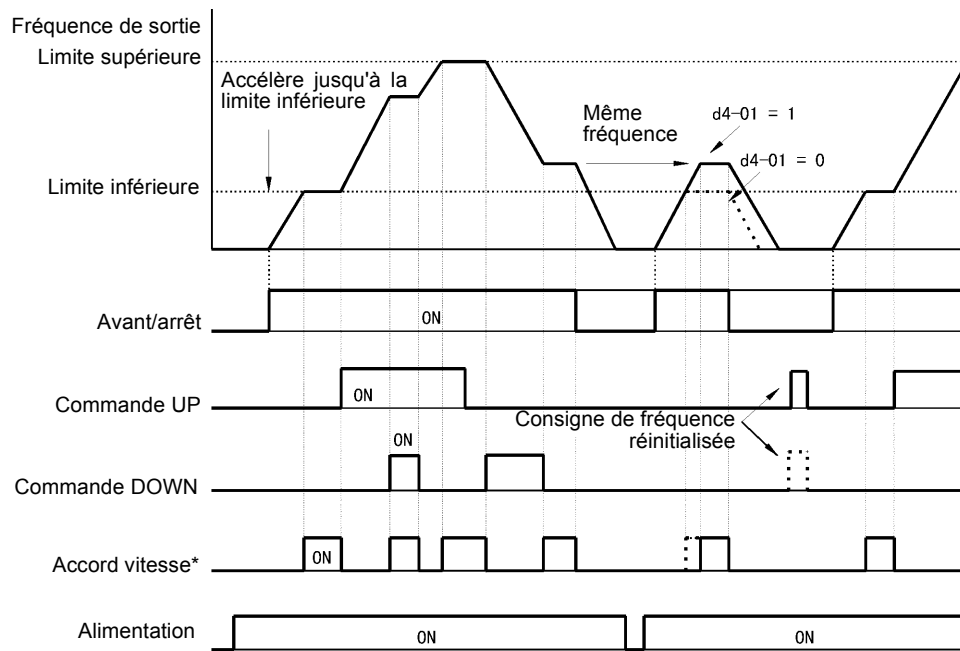 Fréquence de sortie
Limite supérieure
Accélère jusqu'à la
limite inférieure
Même
fréquence
d4-01 = 1
d4-01 = 0
Limite inférieure
Avant/arrêt
ON
Commande UP
ON
Consigne de fréquence
réinitialisée
ON
Commande DOWN
Accord vitesse*
ON
Alimentation
ON
ON